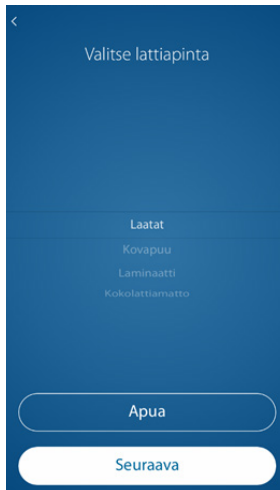 Valitse lattiapinta
Laatat
Kovapuu
Laminaatti
Kokolattiamatto
Apua
Seuraava